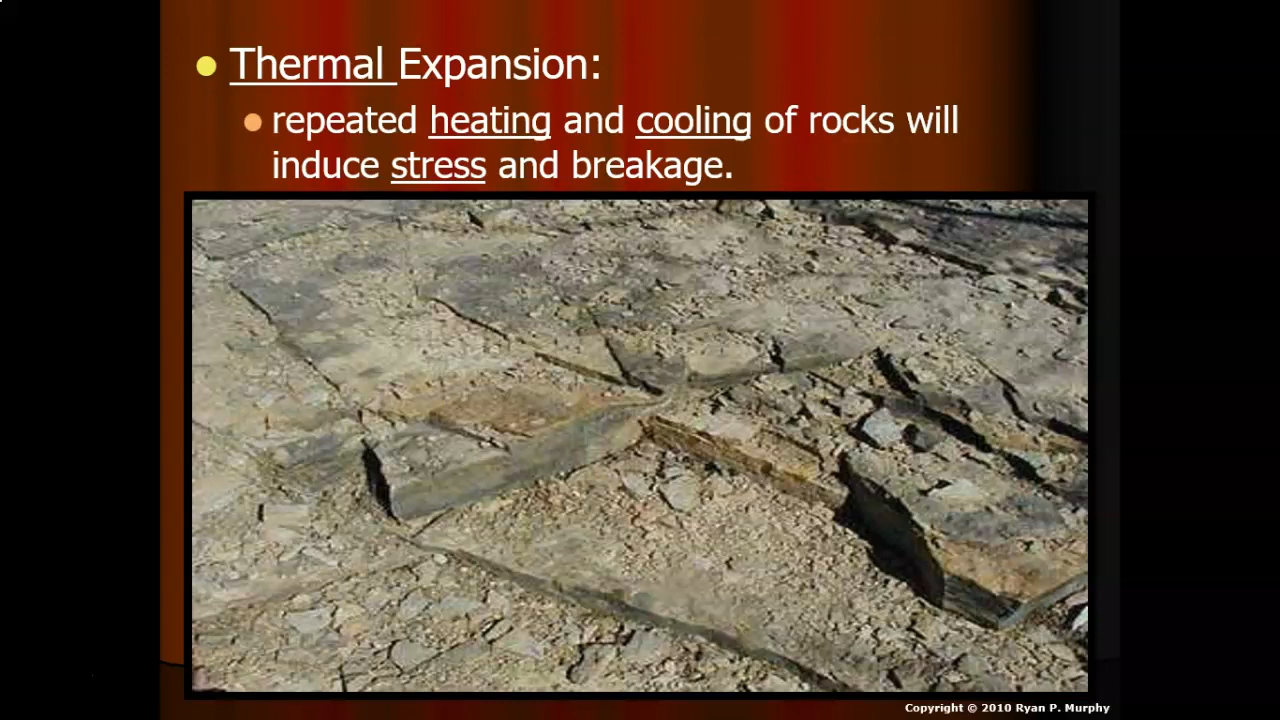 Thermal Expansion:
repeated heating and cooling of rocks will
induce stress and breakage.
Copyright © 2010 Ryan P. Murphy